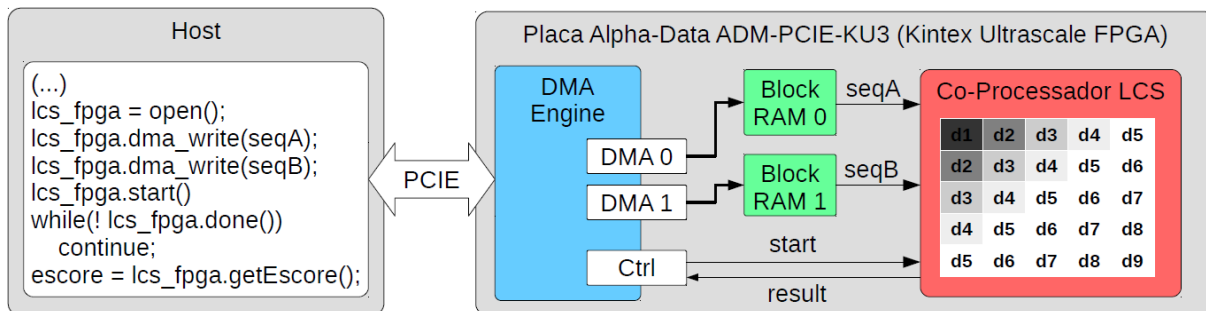 Host
(...)
lcs_fpga = open();
lcs_fpga.dma_write(seqA);
lcs_fpga.dma_write(seqB);
lcs_fpga.start()
while(! lcs_fpga.done())
continue;
escore = lcs_fpga.getEscore();
PCIE
Placa Alpha-Data ADM-PCIE-KU3 (Kintex Ultrascale FPGA)
DMA
Engine
DMA 0
DMA 1
Ctrl
Block
RAM 0
Block
RAM 1
seqA
seqB
start
result
Co-Processador LCS
d1 d2 d3 d4 d5
d2 d3 d4 d5 d6
d3 d4 d5 d6 d7
d4 d5 d6 d7 d8
d5 d6 d7 d8 d9